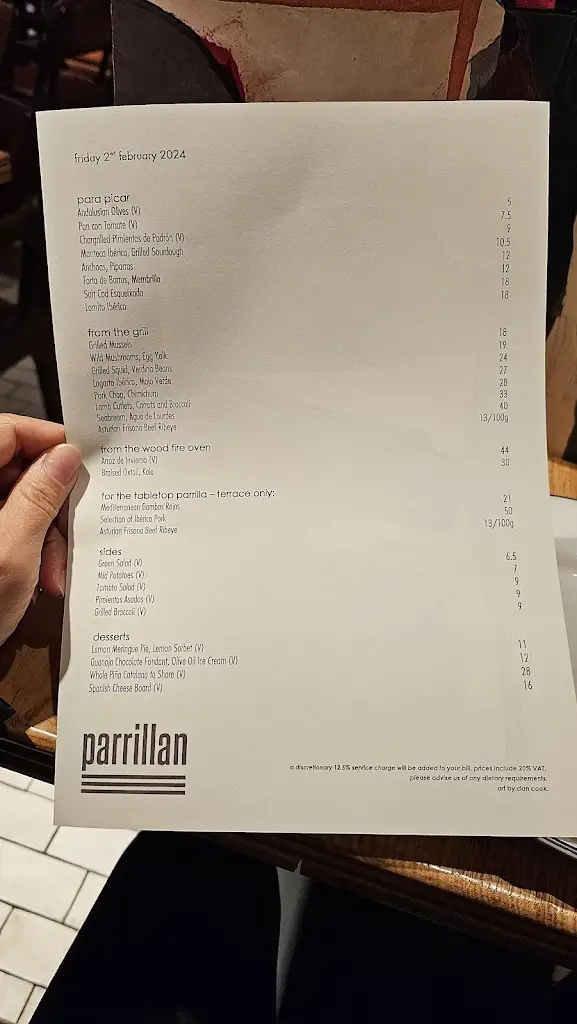 friday 2nd february 2024
para picar
Andalusian Olives (V) 5
Pan con Tomate (V) 7.5
Chargrilled Pimientos de Padrón (V) 9
Manteca Ibérica, Grilled Sourdough 10.5
Anchoas, Piparras 12
Torta de Barros, Membrillo 12
Salt Cod Esqueixada 18
Lomito Ibérico 18
from the grill
Grilled Mussels 18
Wild Mushrooms, Egg Yolk 19
Grilled Squid, Verdina Beans 24
Lagarto Ibérico, Mojo Verde 27
Pork Chop, Chimichurri 28
Lamb Cutlets, Carrots and Broccoli 33
Seabream, Agua de Lourdes 40
Asturian Frisona Beef Ribeye 13/100g
from the wood fire oven
Arroz de Invierno (V) 44
Braised Oxtail, Kale 30
for the tabletop parrilla – terrace only:
Mediterranean Gambas Rojas 21
Selection of Ibérico Pork 50
Asturian Frisona Beef Ribeye 13/100g
sides
Green Salad (V) 6.5
Mid Potatoes (V) 7
Tomato Salad (V) 9
Pimientos Asados (V) 9
Grilled Broccoli (V) 9
desserts
Lemon Meringue Pie, Lemon Sorbet (V) 11
Guanaja Chocolate Fondant, Olive Oil Ice Cream (V) 12
Whole Piña Catalana to Share (V) 28
Spanish Cheese Board (V) 16
parrillan
a discretionary 12.5% service charge will be added to your bill, prices include 20% VAT,
please advise us of any dietary requirements.
art by dan cook.